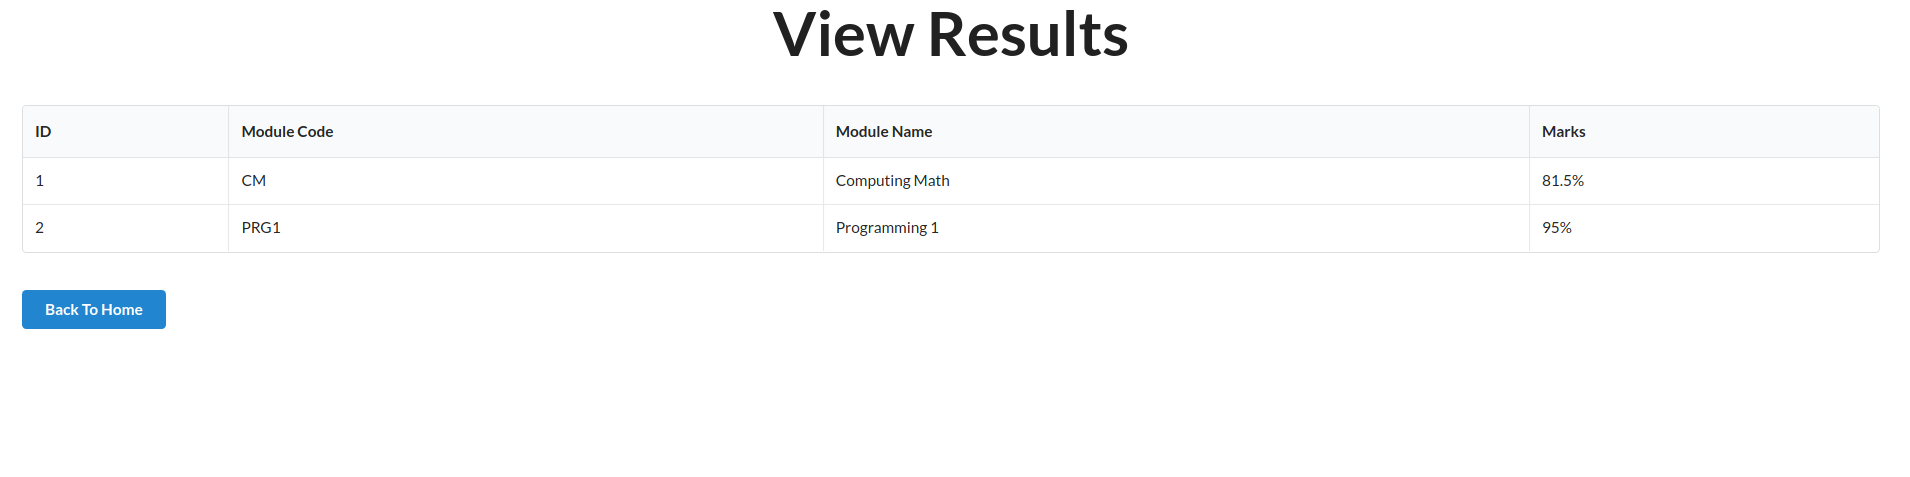 View Results
ID Module Code Module Name Marks
1 CM Computing Math 81.5%
2 PRG1 Programming 1 95%
Back To Home